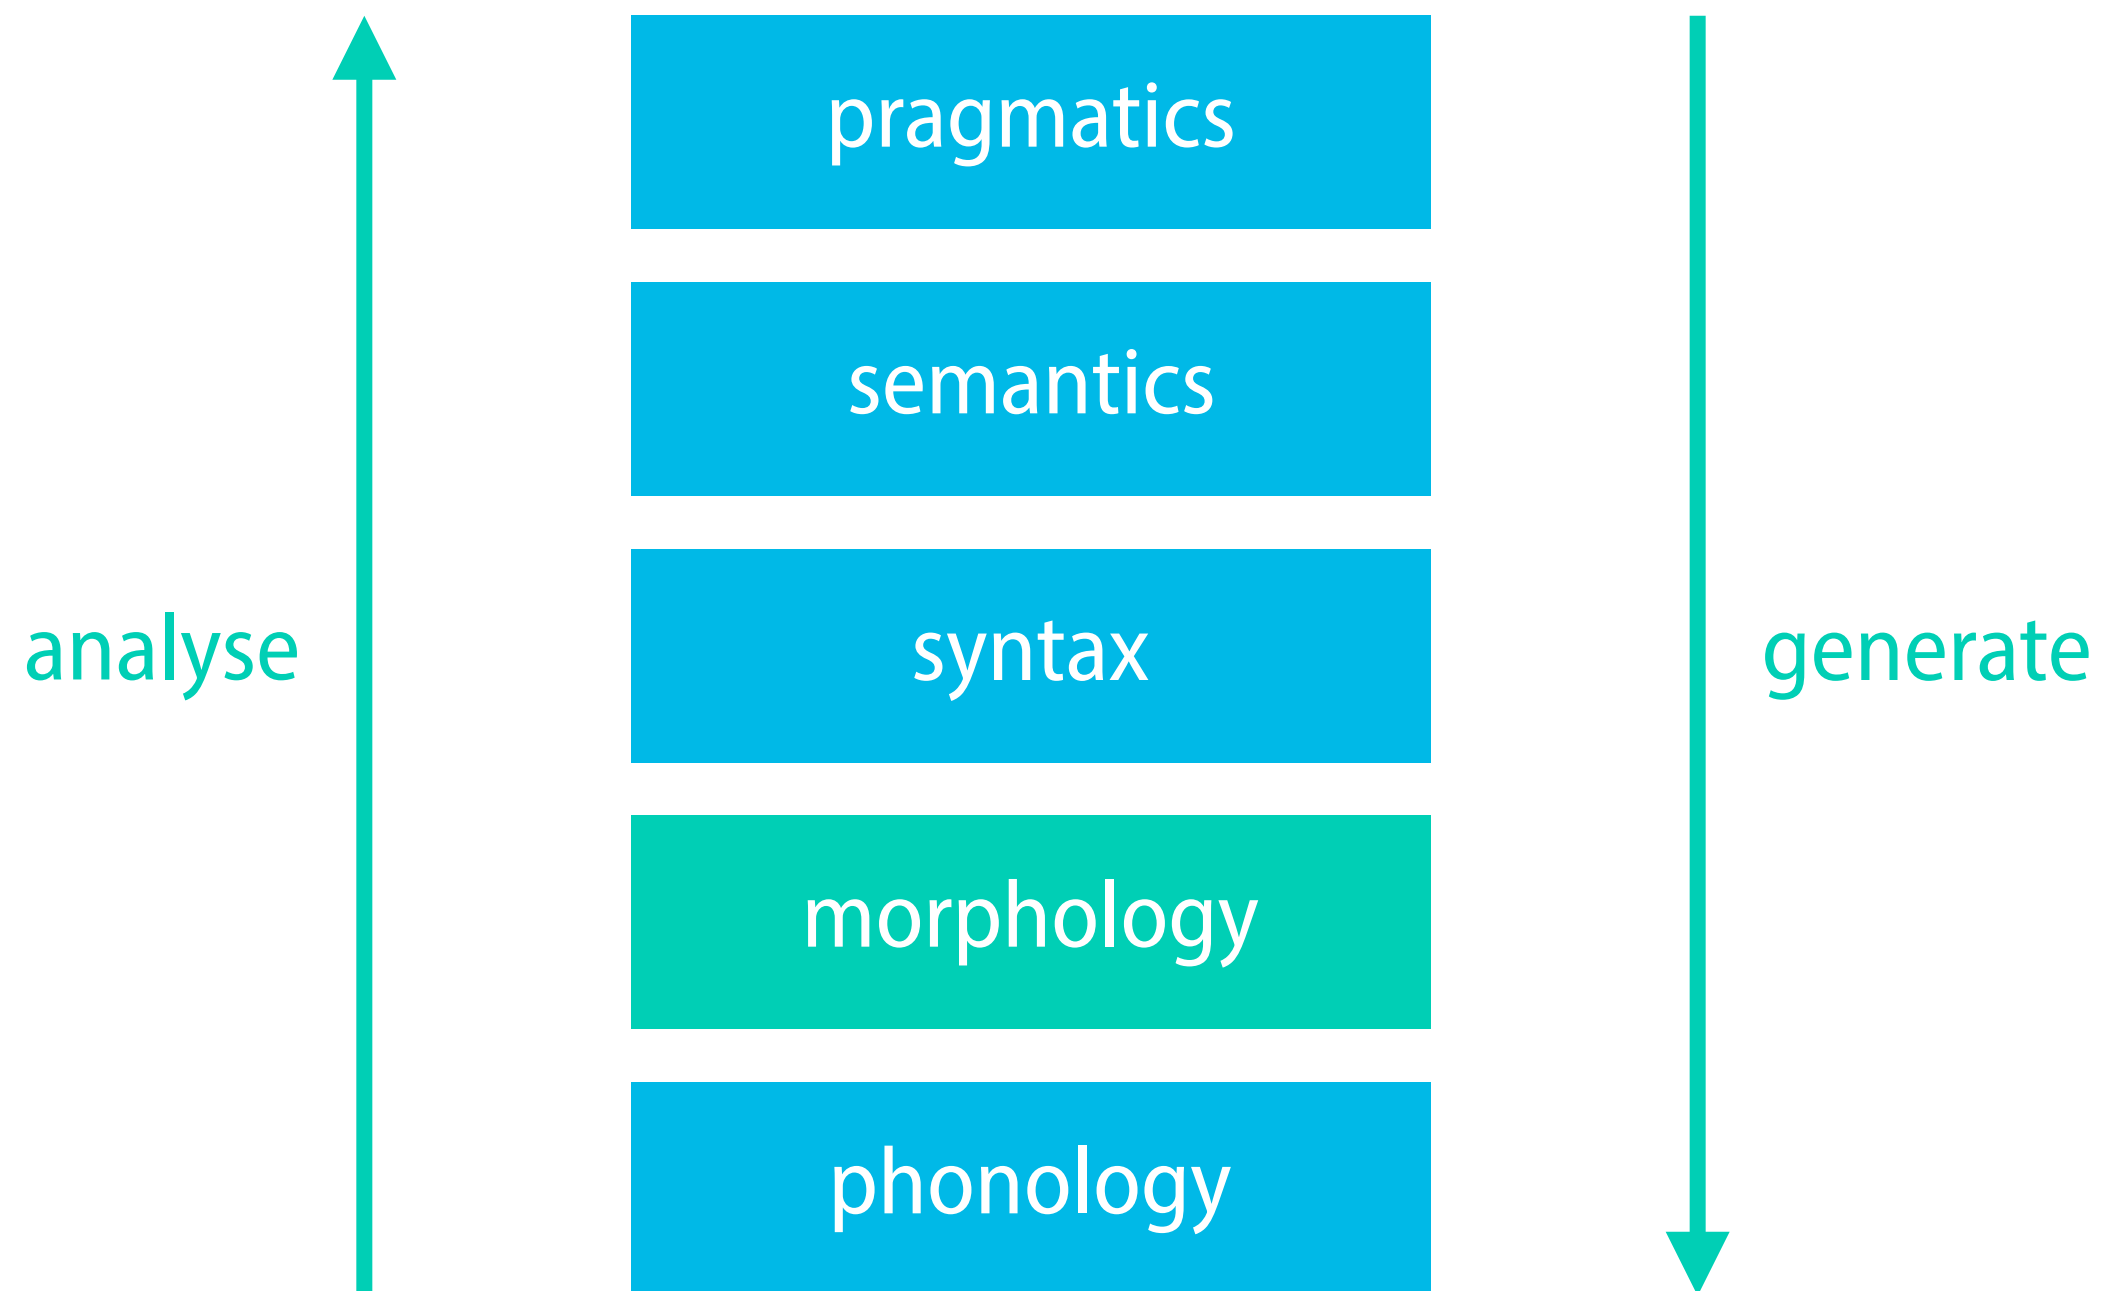 pragmatics
semantics
syntax
analyse
generate
morphology
phonology